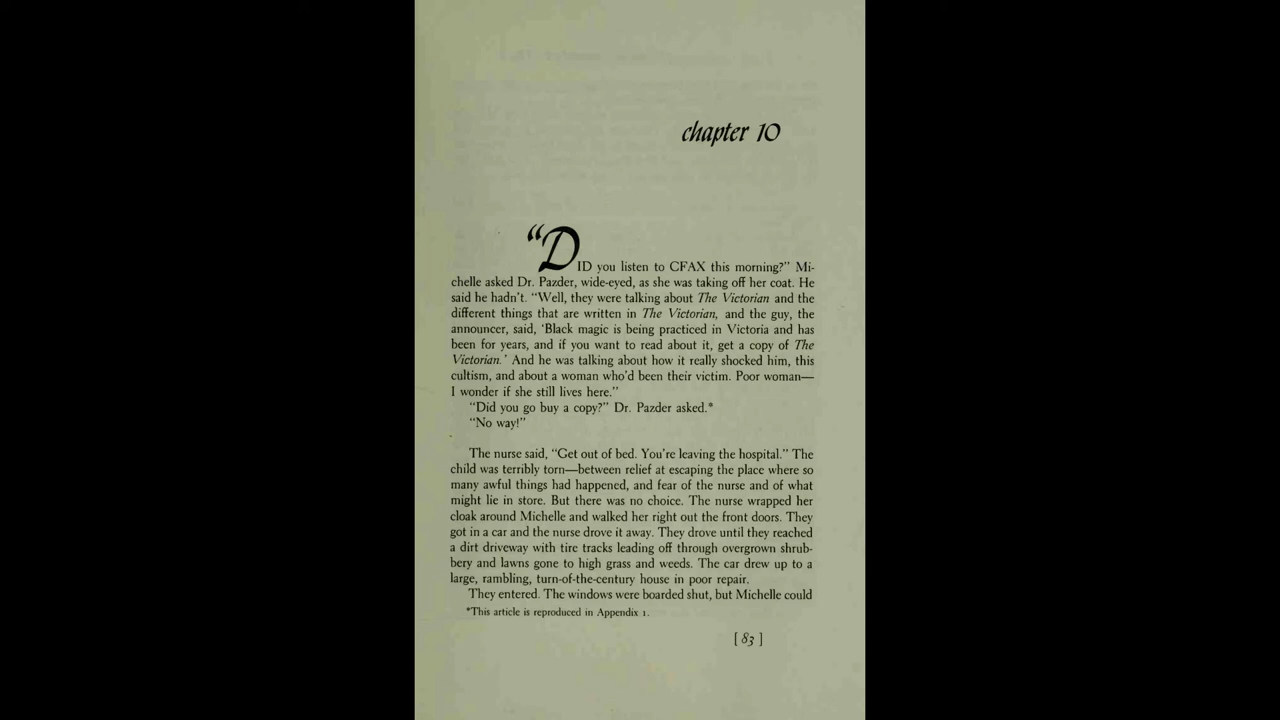 chapter 10
"DID you listen to CFAX this morning?" Mi-
chelle asked Dr. Pazder, wide-eyed, as she was taking off her coat. He
said he hadn't. "Well, they were talking about The Victorian and the
different things that are written in The Victorian, and the guy, the
announcer, said, 'Black magic is being practiced in Victoria and has
been for years, and if you want to read about it, get a copy of The
Victorian.' And he was talking about how it really shocked him, this
cultism, and about a woman who'd been their victim. Poor woman—
I wonder if she still lives here."
"Did you go buy a copy?" Dr. Pazder asked.*
"No way!"
The nurse said, "Get out of bed. You're leaving the hospital." The
child was terribly torn—between relief at escaping the place where so
many awful things had happened, and fear of the nurse and of what
might lie in store. But there was no choice. The nurse wrapped her
cloak around Michelle and walked her right out the front doors. They
got in a car and the nurse drove it away. They drove until they reached
a dirt driveway with tire tracks leading off through overgrown shrub-
bery and lawns gone to high grass and weeds. The car drew up to a
large, rambling, turn-of-the-century house in poor repair.
They entered. The windows were boarded shut, but Michelle could
*This article is reproduced in Appendix 1.
[ 83 ]